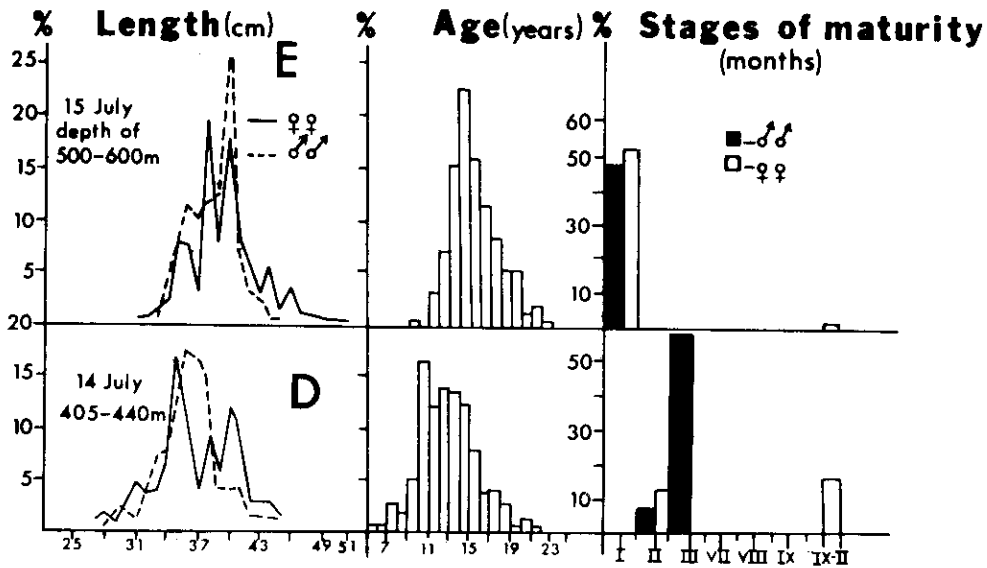 % Length (cm) % Age (years) % Stages of maturity
(months)
25
20
15
10
5
20
15 July
depth of
500-600m
E
♀♀
♂♂
60
50
30
10
■-♂♂
□-♀♀
15
10
5
14 July
405-440m
D
50
30
10
25 31 37 43 49 51
7 11 15 19 23
I II III VII VIII IX IX-II